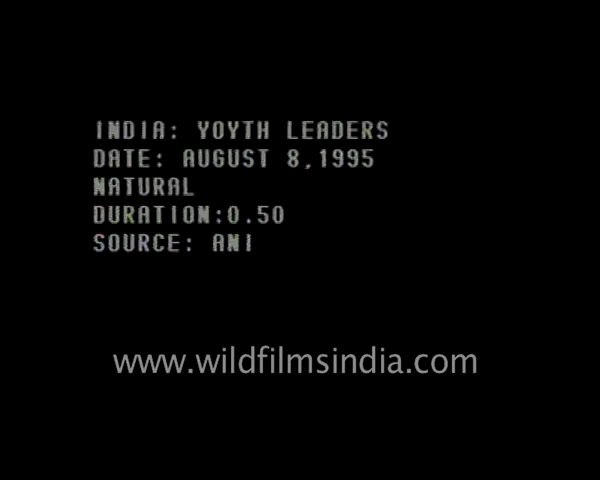 INDIA: YOYTH LEADERS
DATE: AUGUST 8,1995
NATURAL
DURATION:0.50
SOURCE: ANI
www.wildfilmsindia.com